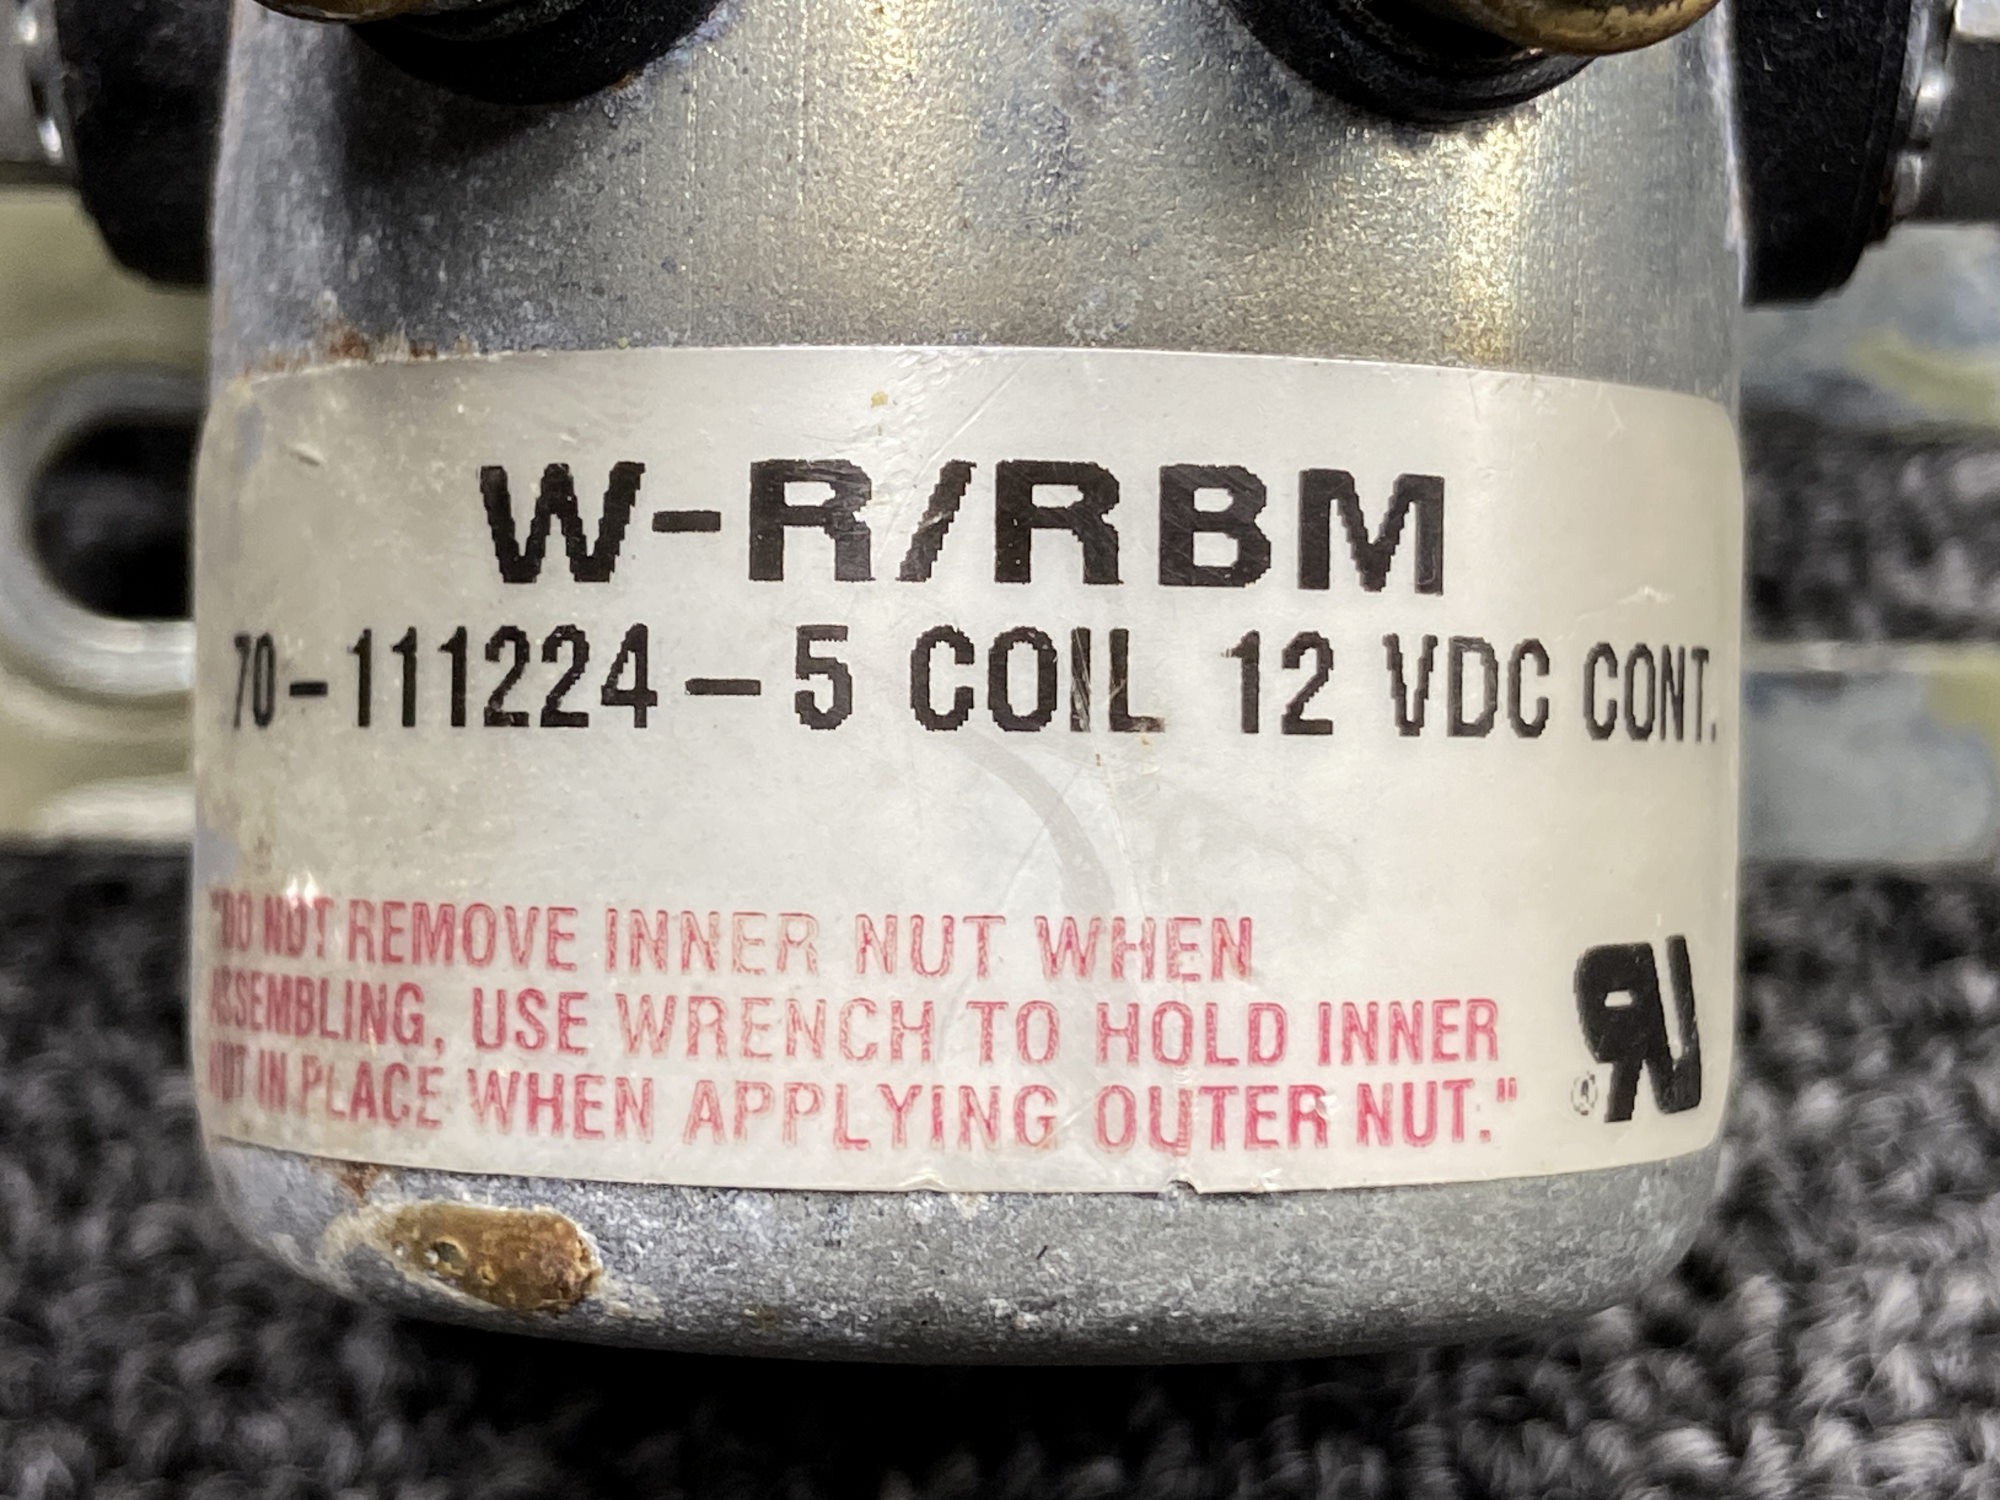 W-R/RBM
70-111224-5 COIL 12 VDC CONT.
"DO NOT REMOVE INNER NUT WHEN
ASSEMBLING, USE WRENCH TO HOLD INNER
NUT IN PLACE WHEN APPLYING OUTER NUT."